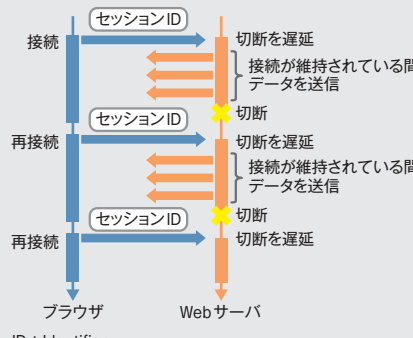 セッションID
接続
切断を遅延
接続が維持されている間
データを送信
切断
セッションID
再接続
切断を遅延
接続が維持されている間
データを送信
切断
セッションID
再接続
切断を遅延
ブラウザ
Webサーバ